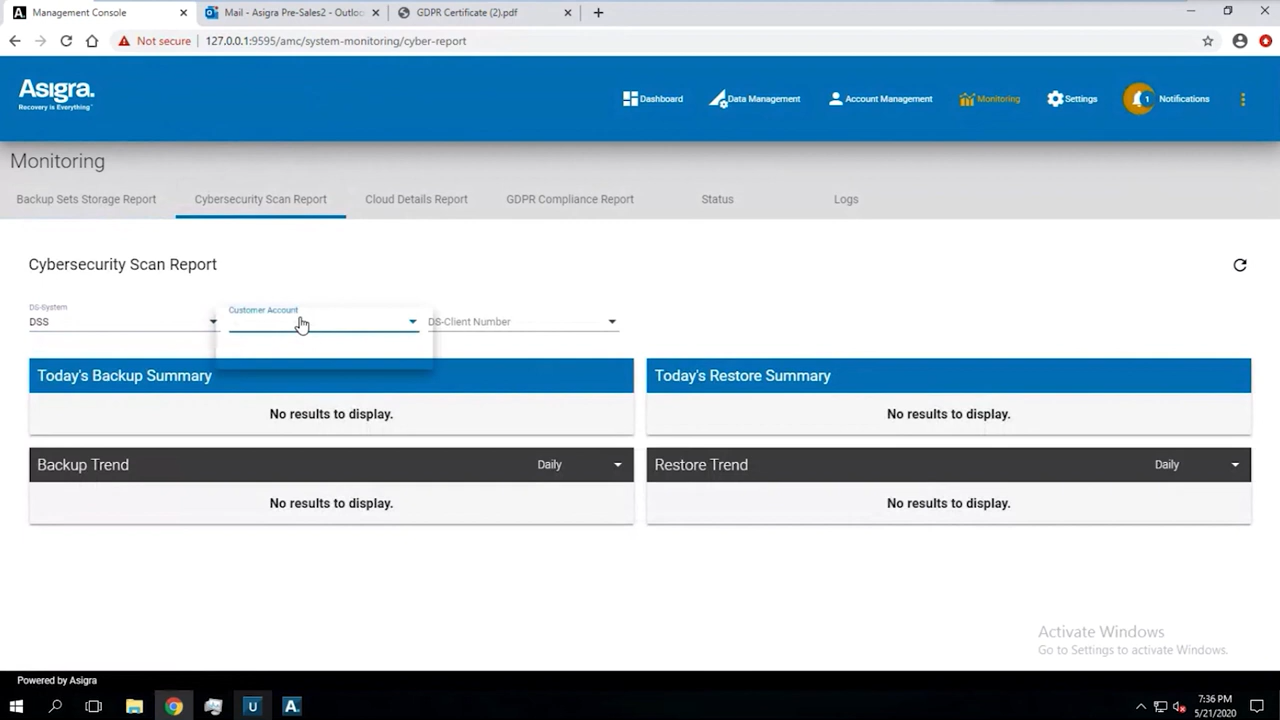 Management Console
Mail - Asigra Pre-Sales2 - Outlo
GDPR Certificate (2).pdf
Not secure
127.0.0.1:9595/amc/system-monitoring/cyber-report
Asigra.
Recovery is Everything™
Dashboard
Data Management
Account Management
Monitoring
Settings
1
Notifications
Monitoring
Backup Sets Storage Report
Cybersecurity Scan Report
Cloud Details Report
GDPR Compliance Report
Status
Logs
Cybersecurity Scan Report
DS-System
DSS
Customer Account
DS-Client Number
Today's Backup Summary
No results to display.
Today's Restore Summary
No results to display.
Backup Trend
Daily
No results to display.
Restore Trend
Daily
No results to display.
Activate Windows
Go to Settings to activate Windows.
Powered by Asigra
7:36 PM
5/21/2020